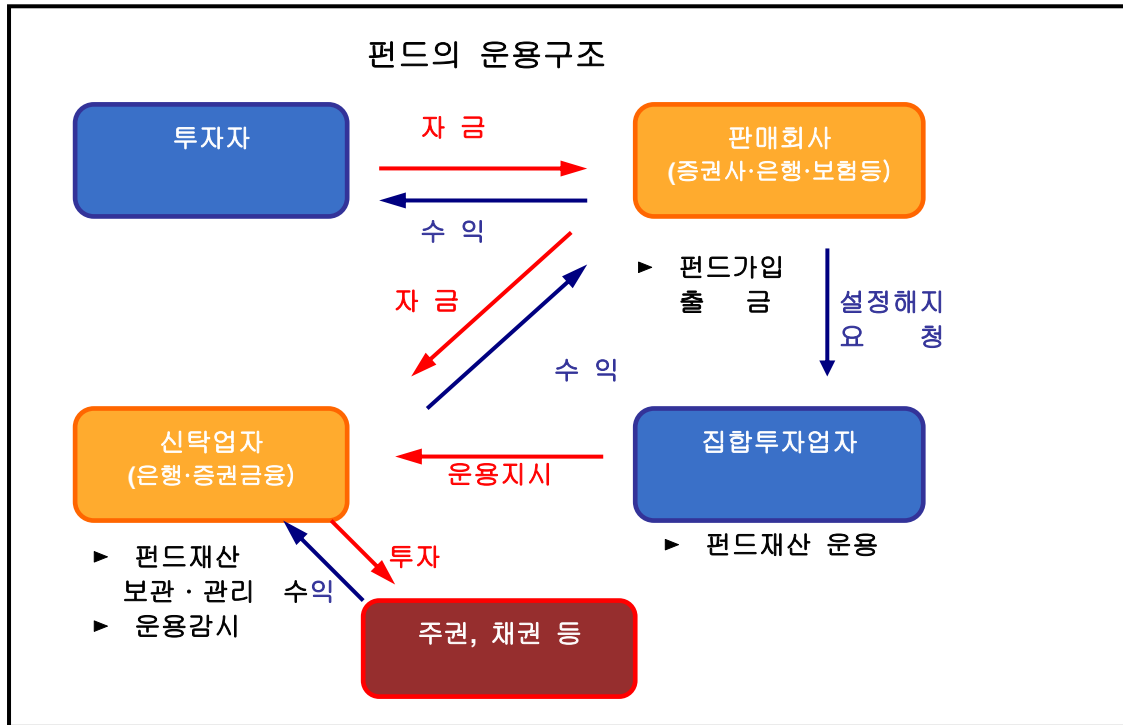 펀드의 운용구조
투자자
자 금
판매회사
(증권사·은행·보험등)
수 익
► 펀드가입
출 금
설정해지
요 청
자 금
수 익
신탁업자
(은행·증권금융)
운용지시
집합투자업자
► 펀드재산
보관·관리
► 운용감시
수익
투자
► 펀드재산 운용
주권, 채권 등